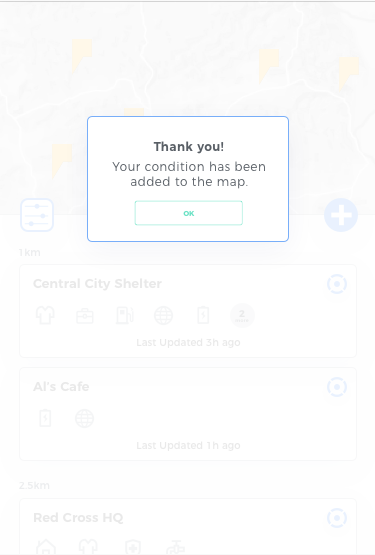 Thank you!
Your condition has been
added to the map.
OK
1km
Central City Shelter
2
Last Updated 3h ago
Al's Cafe
Last Updated 1h ago
2.5km
Red Cross HQ